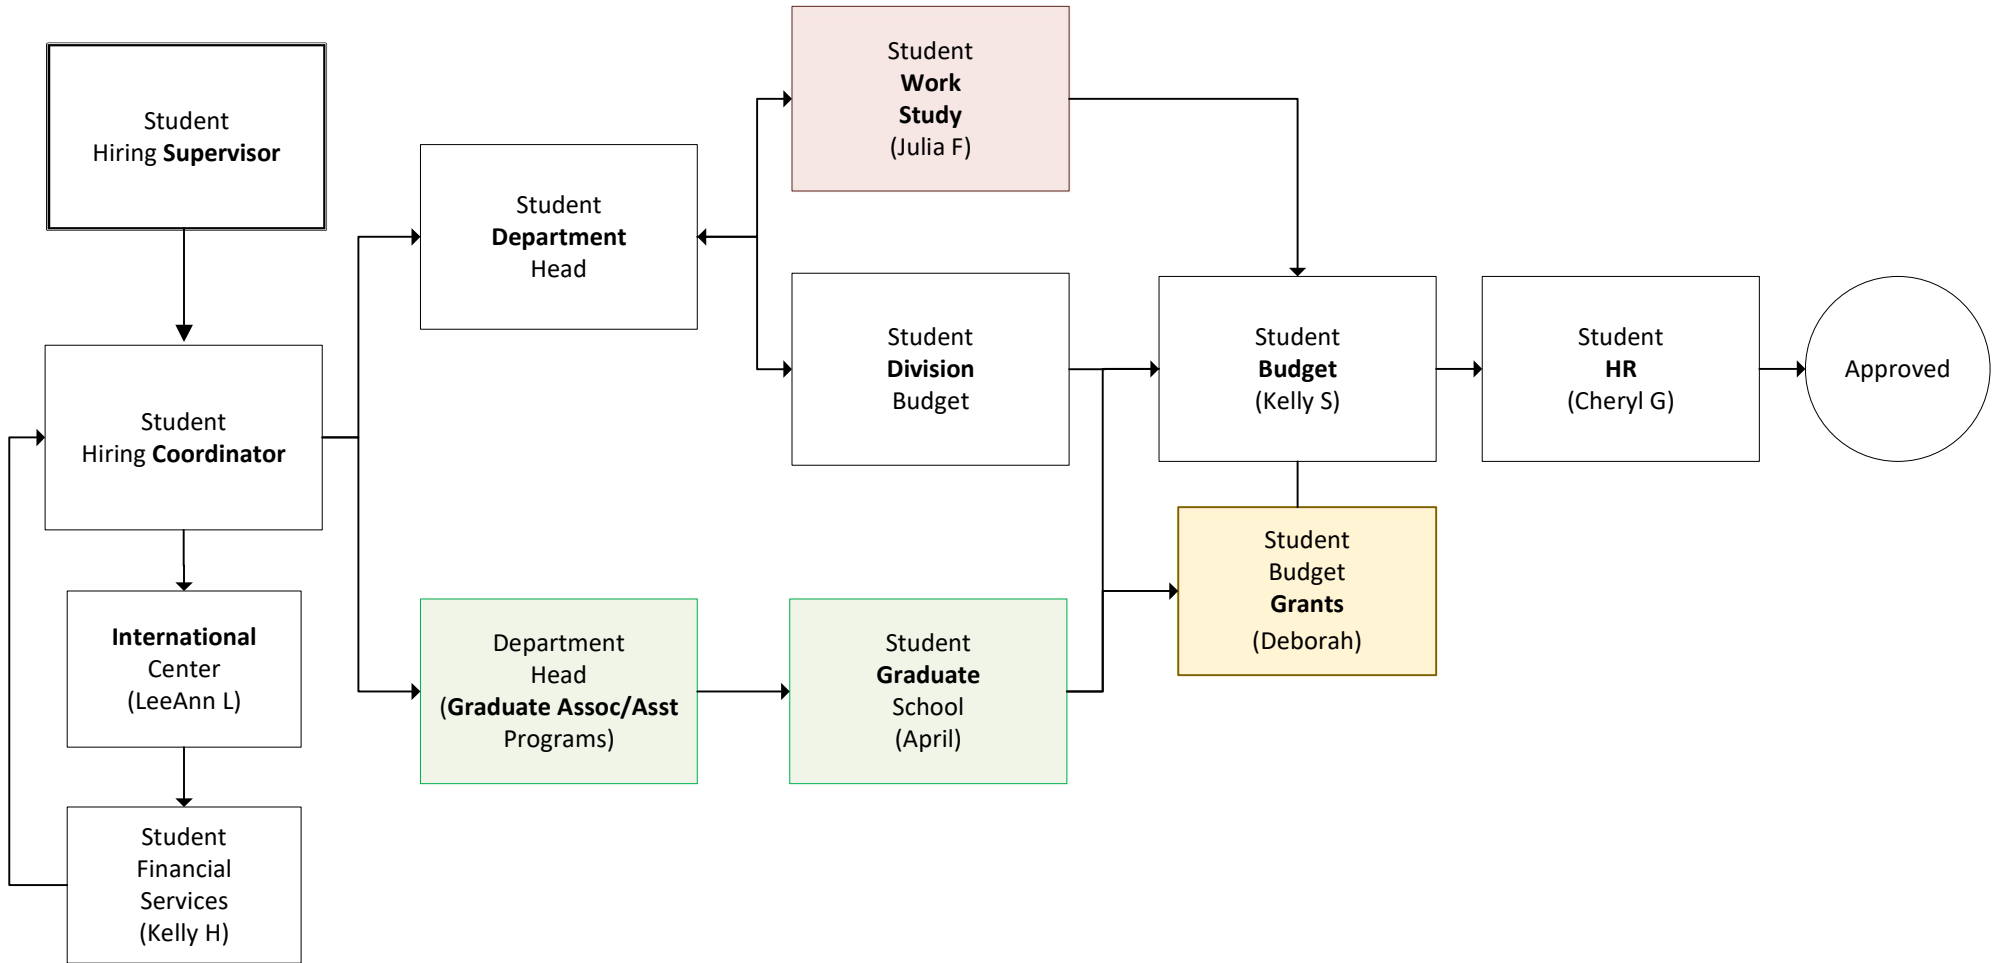 Student
Hiring Supervisor
Student
Hiring Coordinator
International
Center
(LeeAnn L)
Student
Financial
Services
(Kelly H)
Student
Department
Head
Department
Head
(Graduate Assoc/Asst
Programs)
Student
Work
Study
(Julia F)
Student
Division
Budget
Student
Graduate
School
(April)
Student
Budget
(Kelly S)
Student
Budget
Grants
(Deborah)
Student
HR
(Cheryl G)
Approved